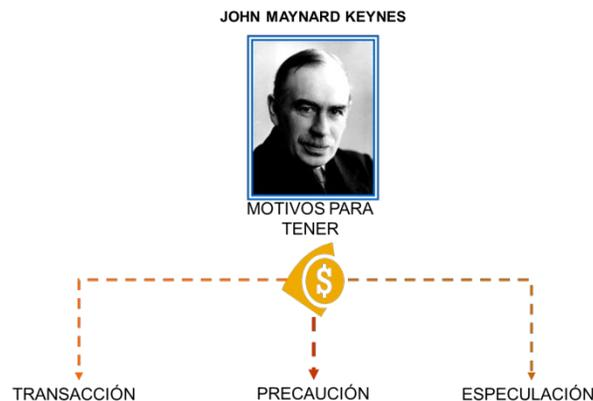 JOHN MAYNARD KEYNES
MOTIVOS PARA
TENER
$
TRANSACCIÓN
PRECAUCIÓN
ESPECULACIÓN